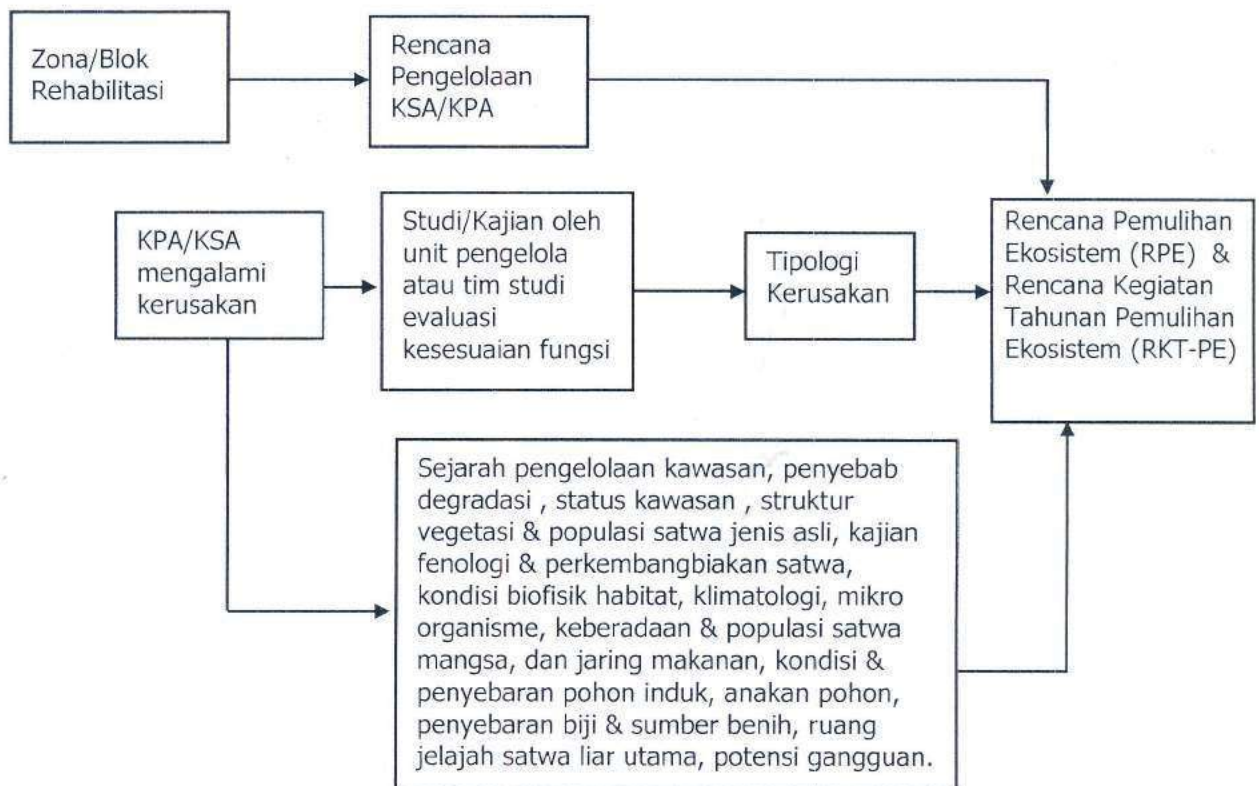 Zona/Blok
Rehabilitasi
Rencana
Pengelolaan
KSA/KPA
KPA/KSA
mengalami
kerusakan
Studi/Kajian oleh
unit pengelola
atau tim studi
evaluasi
kesesuaian fungsi
Tipologi
Kerusakan
Rencana Pemulihan
Ekosistem (RPE) &
Rencana Kegiatan
Tahunan Pemulihan
Ekosistem (RKT-PE)
Sejarah pengelolaan kawasan, penyebab
degradasi , status kawasan , struktur
vegetasi & populasi satwa jenis asli, kajian
fenologi & perkembangbiakan satwa,
kondisi biofisik habitat, klimatologi, mikro
organisme, keberadaan & populasi satwa
mangsa, dan jaring makanan, kondisi &
penyebaran pohon induk, anakan pohon,
penyebaran biji & sumber benih, ruang
jelajah satwa liar utama, potensi gangguan.